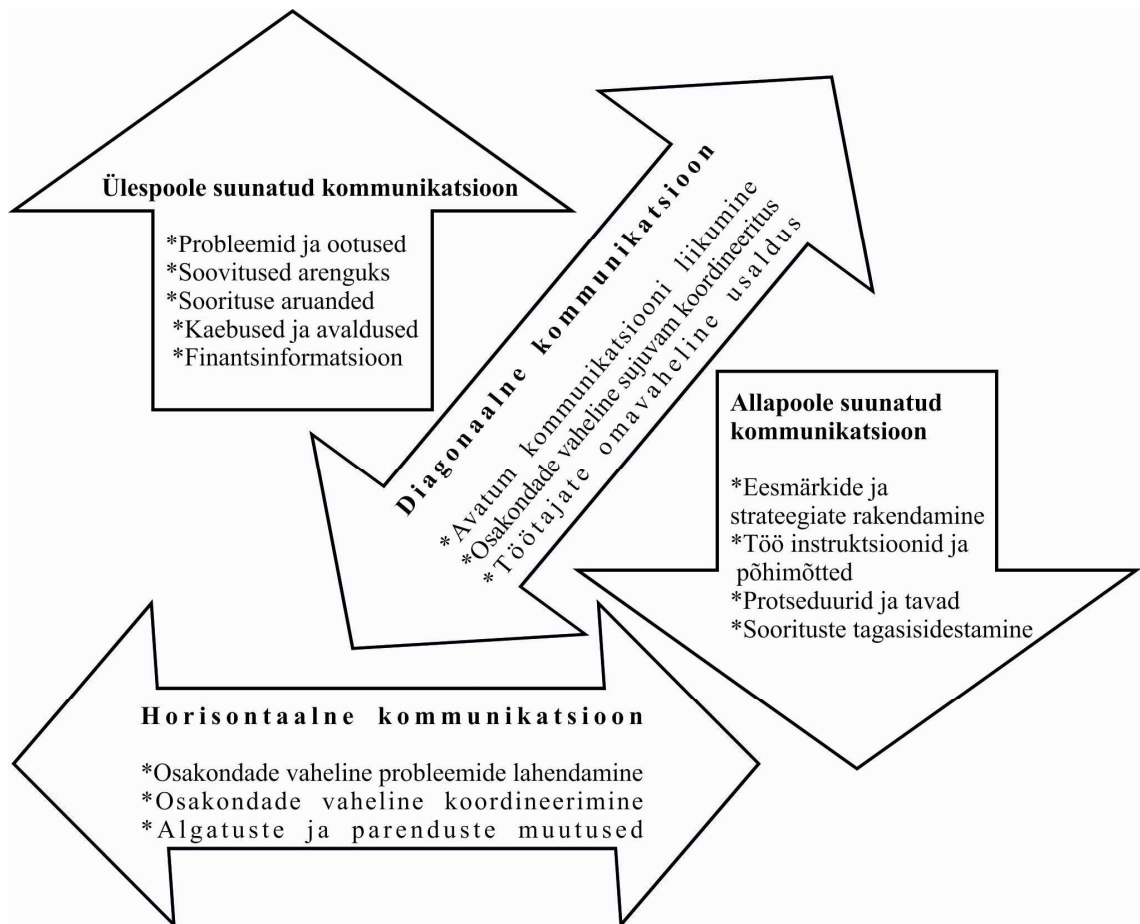 Ülespoole suunatud kommunikatsioon
*Probleemid ja ootused
*Soovitused arenguks
*Soorituse aruanded
*Kaebused ja avaldused
*Finantsinformatsioon
Diagonaalne kommunikatsioon
*Avatum kommunikatsiooni liikumine
*Osakondade vaheline sujuvam koordineeritus
*Töötajate omavaheline usaldus
Allapoole suunatud
kommunikatsioon
*Eesmärkide ja
strateegiate rakendamine
*Töö instruktsioonid ja
põhimõtted
*Protseduurid ja tavad
*Soorituste tagasisidestamine
Horisontaalne kommunikatsioon
*Osakondade vaheline probleemide lahendamine
*Osakondade vaheline koordineerimine
*Algatuste ja parenduste muutused